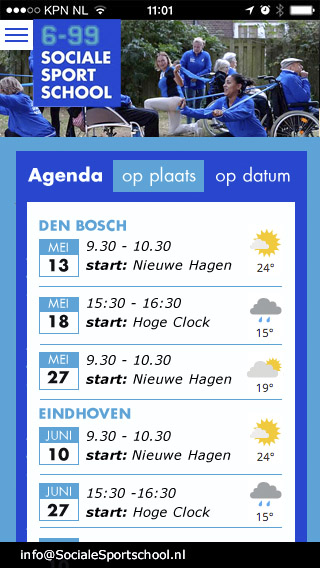 KPN NL 11:01
6-99
SOCIALE
SPORT
SCHOOL
Agenda op plaats op datum
DEN BOSCH
MEI
13
9.30 - 10.30
start: Nieuwe Hagen
24°
MEI
18
15:30 - 16:30
start: Hoge Clock
15°
MEI
27
9.30 - 10.30
start: Nieuwe Hagen
19°
EINDHOVEN
JUNI
10
9.30 - 10.30
start: Nieuwe Hagen
24°
JUNI
27
15:30 -16:30
start: Hoge Clock
15°
info@SocialeSportschool.nl